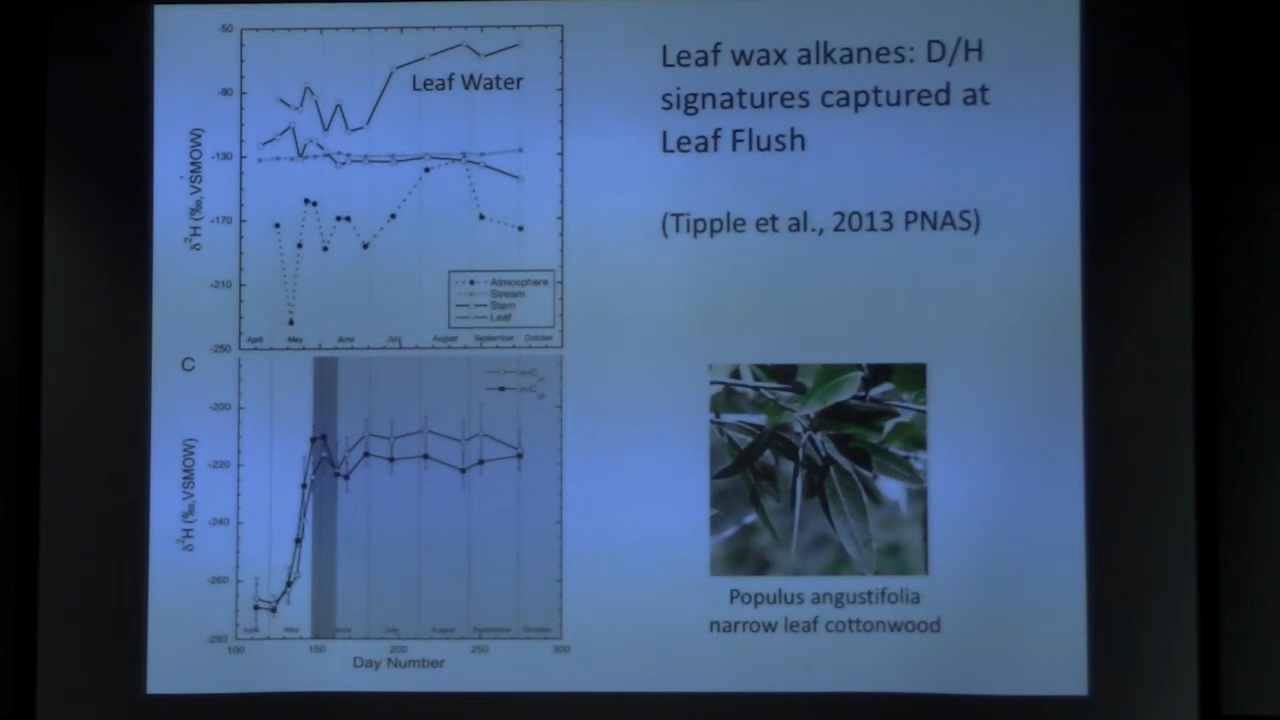 Leaf wax alkanes: D/H
signatures captured at
Leaf Flush
(Tipple et al., 2013 PNAS)
-50
-90
-130
-170
-210
-250
δ²H (‰,VSMOW)
Leaf Water
Atmosphere
Stream
Stem
Leaf
April May June July August September October
C
-200
-220
-240
-260
-280
δ²H (‰,VSMOW)
April May June July August September October
100 150 200 250 300
Day Number
Populus angustifolia
narrow leaf cottonwood